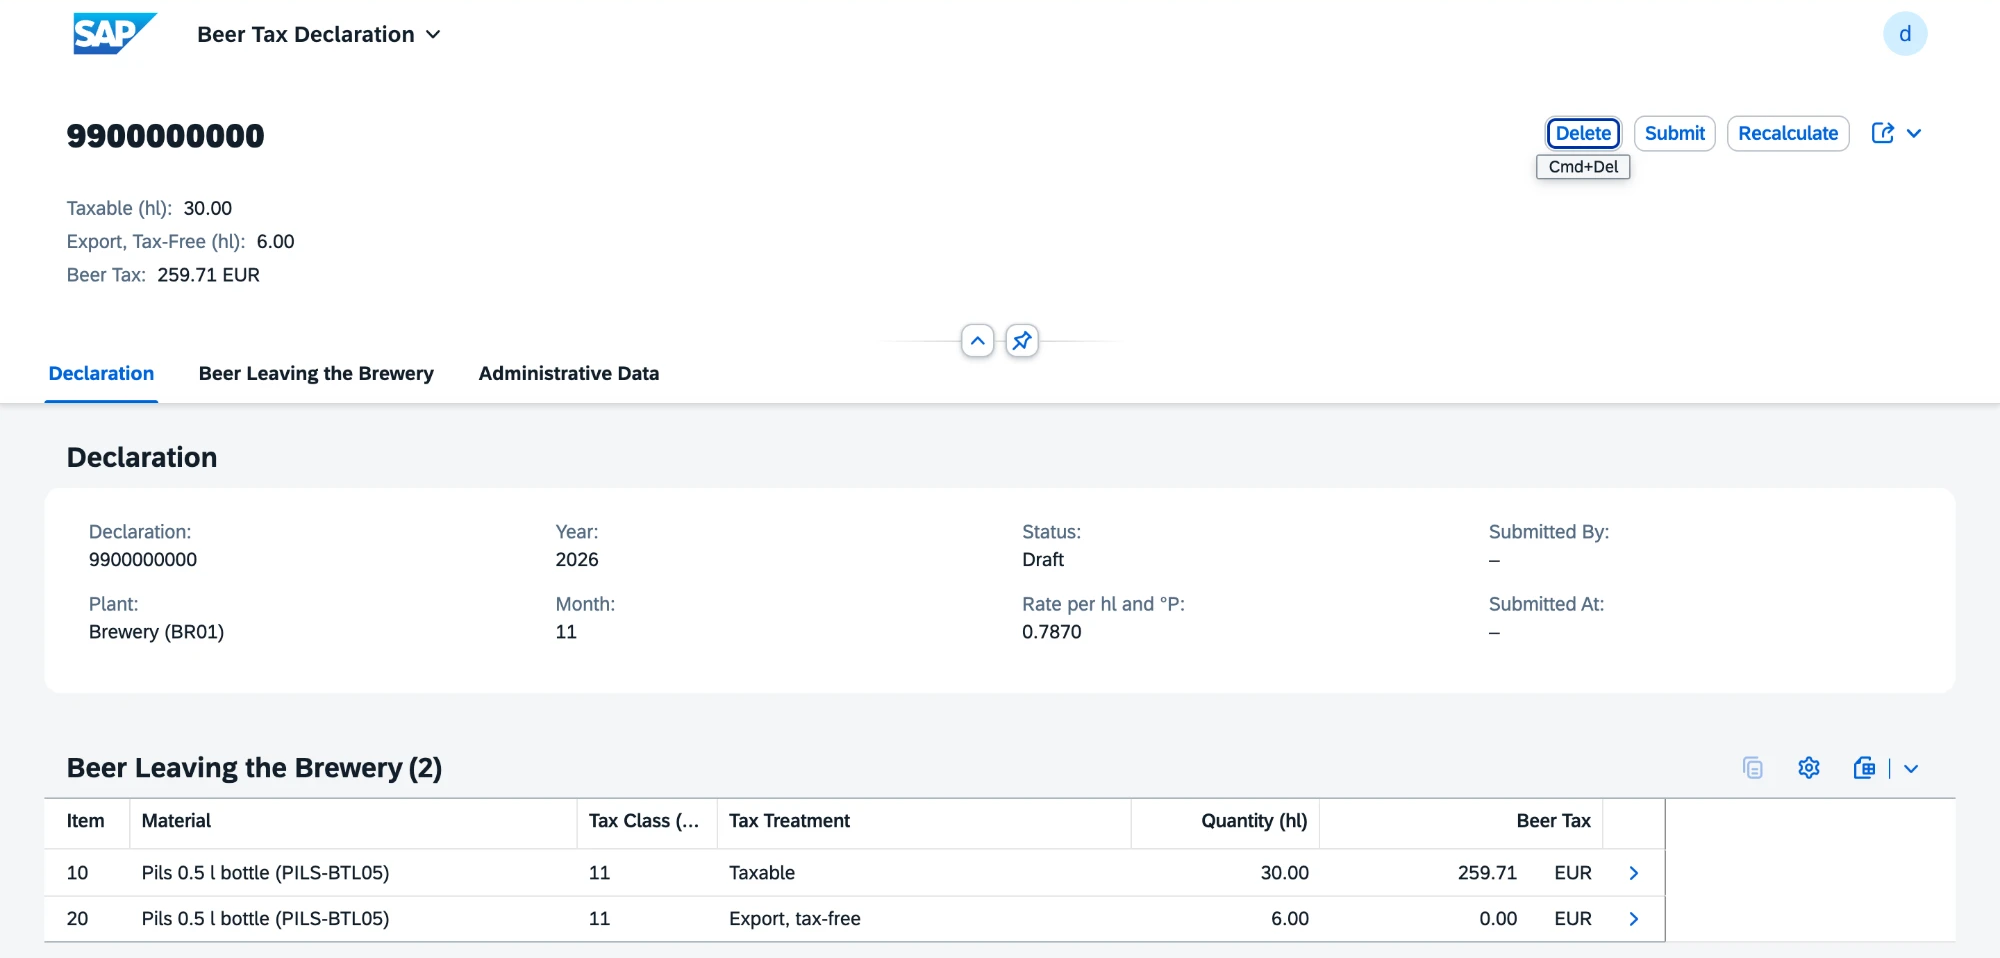 SAP Beer Tax Declaration d
9900000000 Delete Submit Recalculate
Cmd+Del
Taxable (hl): 30.00
Export, Tax-Free (hl): 6.00
Beer Tax: 259.71 EUR
Declaration Beer Leaving the Brewery Administrative Data
Declaration
Declaration: Year: Status: Submitted By:
9900000000 2026 Draft –
Plant: Month: Rate per hl and °P: Submitted At:
Brewery (BR01) 11 0.7870 –
Beer Leaving the Brewery (2)
Item Material Tax Class (... Tax Treatment Quantity (hl) Beer Tax
10 Pils 0.5 l bottle (PILS-BTL05) 11 Taxable 30.00 259.71 EUR
20 Pils 0.5 l bottle (PILS-BTL05) 11 Export, tax-free 6.00 0.00 EUR